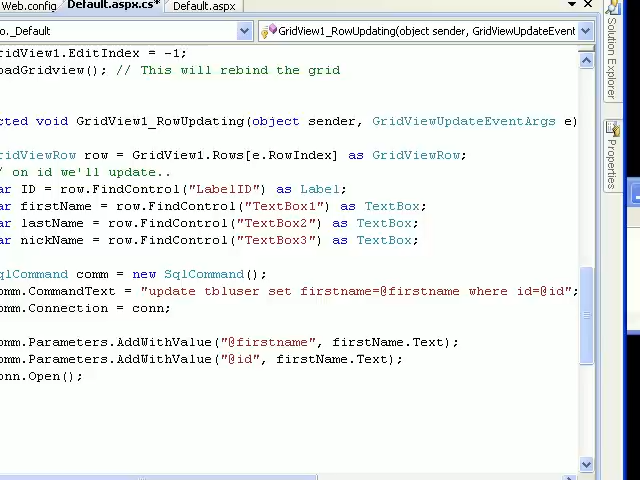 Web.config Default.aspx.cs* Default.aspx
o._Default GridView1_RowUpdating(object sender, GridViewUpdateEvent
ridView1.EditIndex = -1;
oadGridview(); // This will rebind the grid
cted void GridView1_RowUpdating(object sender, GridViewUpdateEventArgs e)
ridViewRow row = GridView1.Rows[e.RowIndex] as GridViewRow;
/ on id we'll update..
ar ID = row.FindControl("LabelID") as Label;
ar firstName = row.FindControl("TextBox1") as TextBox;
ar lastName = row.FindControl("TextBox2") as TextBox;
ar nickName = row.FindControl("TextBox3") as TextBox;
qlCommand comm = new SqlCommand();
omm.CommandText = "update tbluser set firstname=@firstname where id=@id";
omm.Connection = conn;
omm.Parameters.AddWithValue("@firstname", firstName.Text);
omm.Parameters.AddWithValue("@id", firstName.Text);
onn.Open();
Solution Explorer
Properties